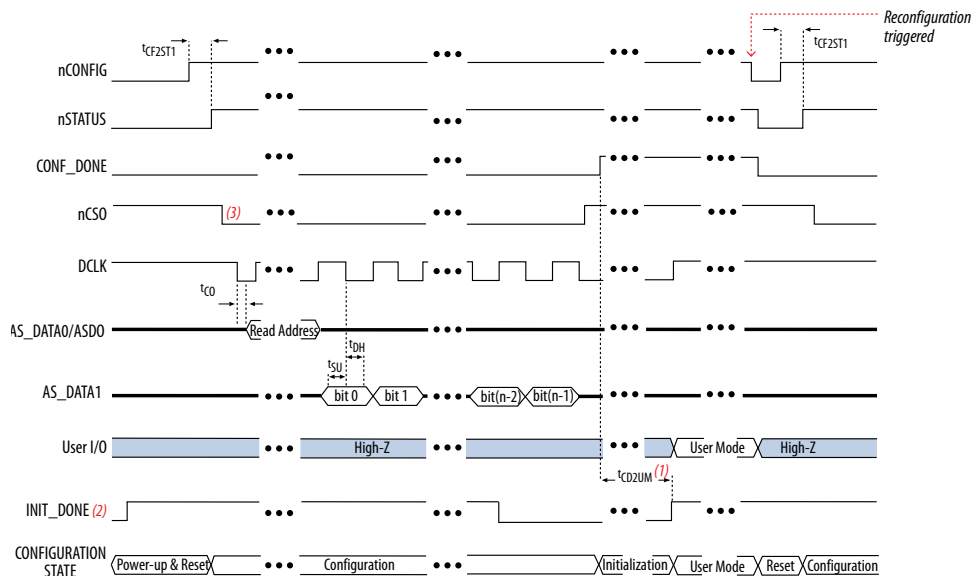 Reconfiguration
triggered
tCF2ST1
tCF2ST1
nCONFIG
nSTATUS
CONF_DONE
nCSO
(3)
DCLK
tCO
AS_DATA0/ASDO
Read Address
tSU
tDH
AS_DATA1
bit 0
bit 1
bit(n-2)
bit(n-1)
User I/O
High-Z
User Mode
High-Z
tCD2UM (1)
INIT_DONE (2)
CONFIGURATION
STATE
Power-up & Reset
Configuration
Initialization
User Mode
Reset
Configuration